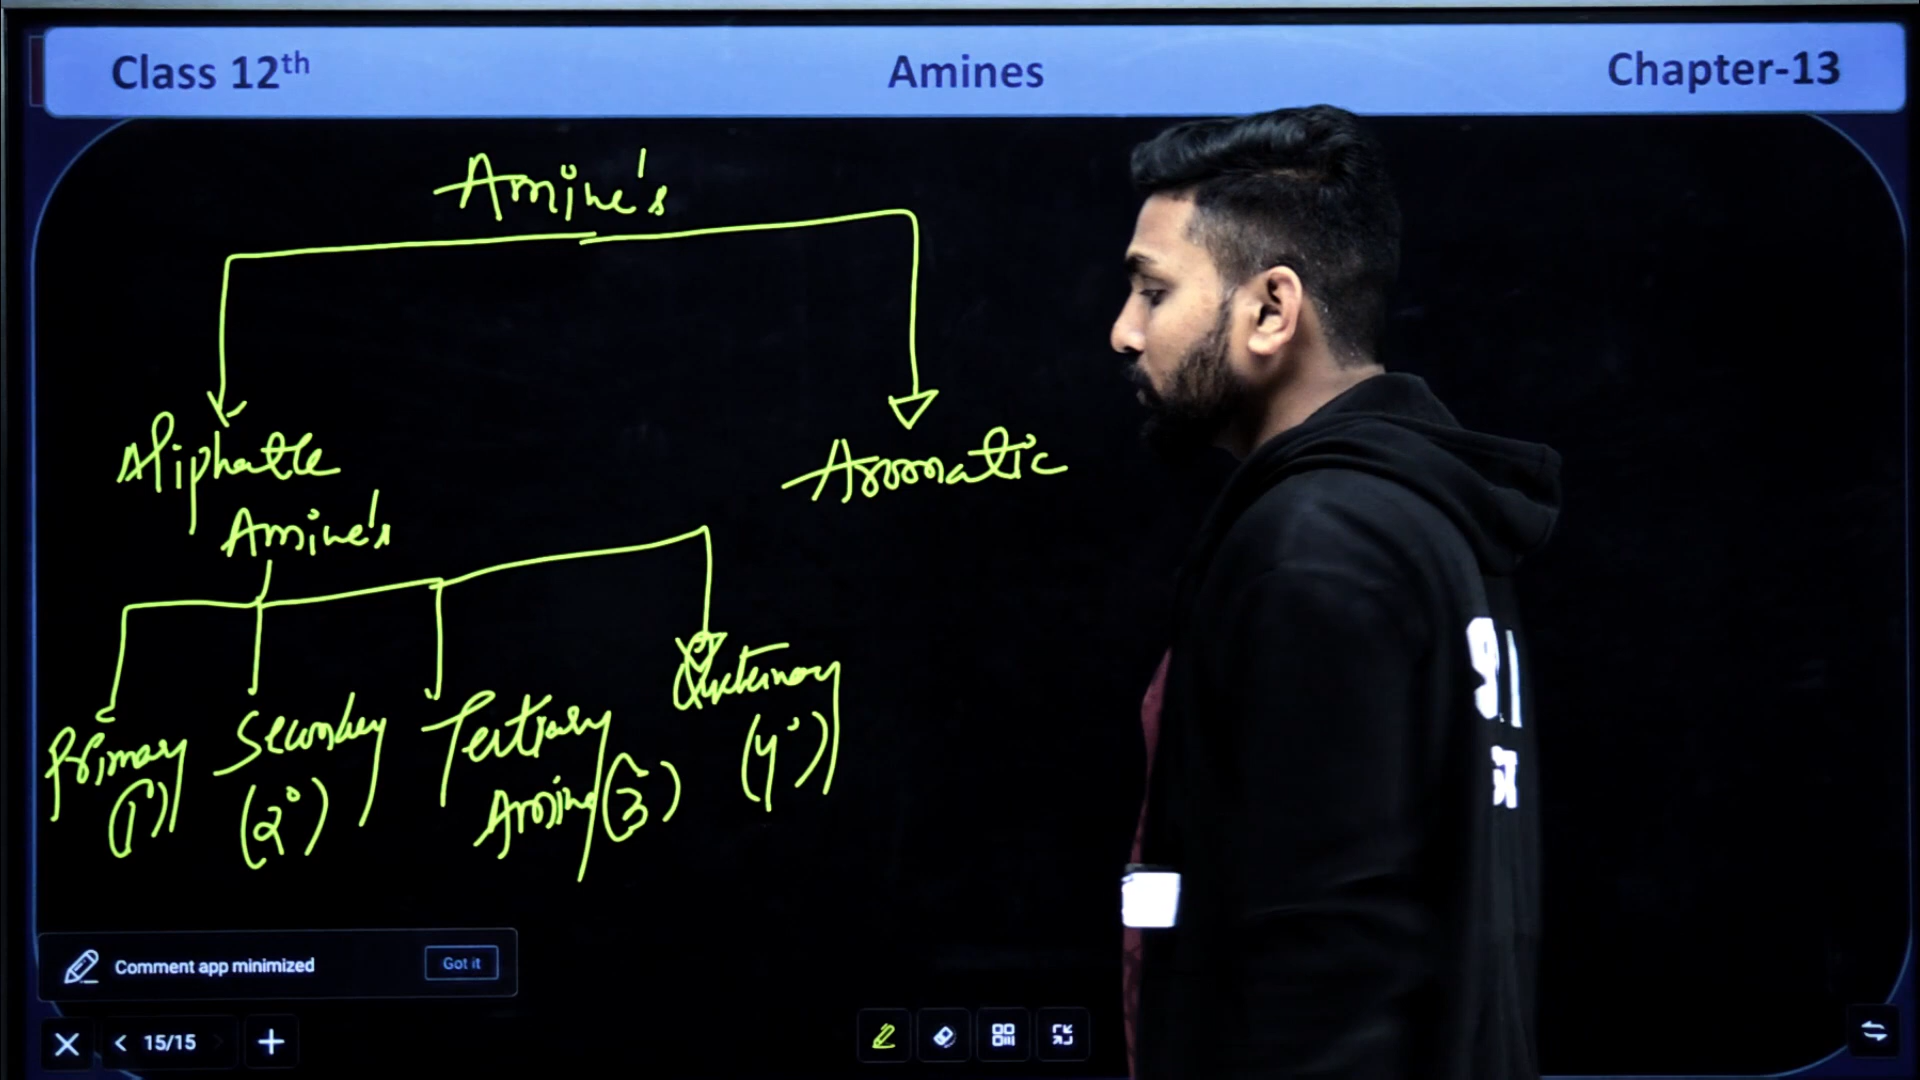 Class 12th
Amines
Chapter-13
Amine's
Aliphatic
Amine's
Aromatic
Primary
(1°)
Secondary
(2°)
Tertiary
Amine (3°)
(4°)
91
Comment app minimized
Got it
15/15